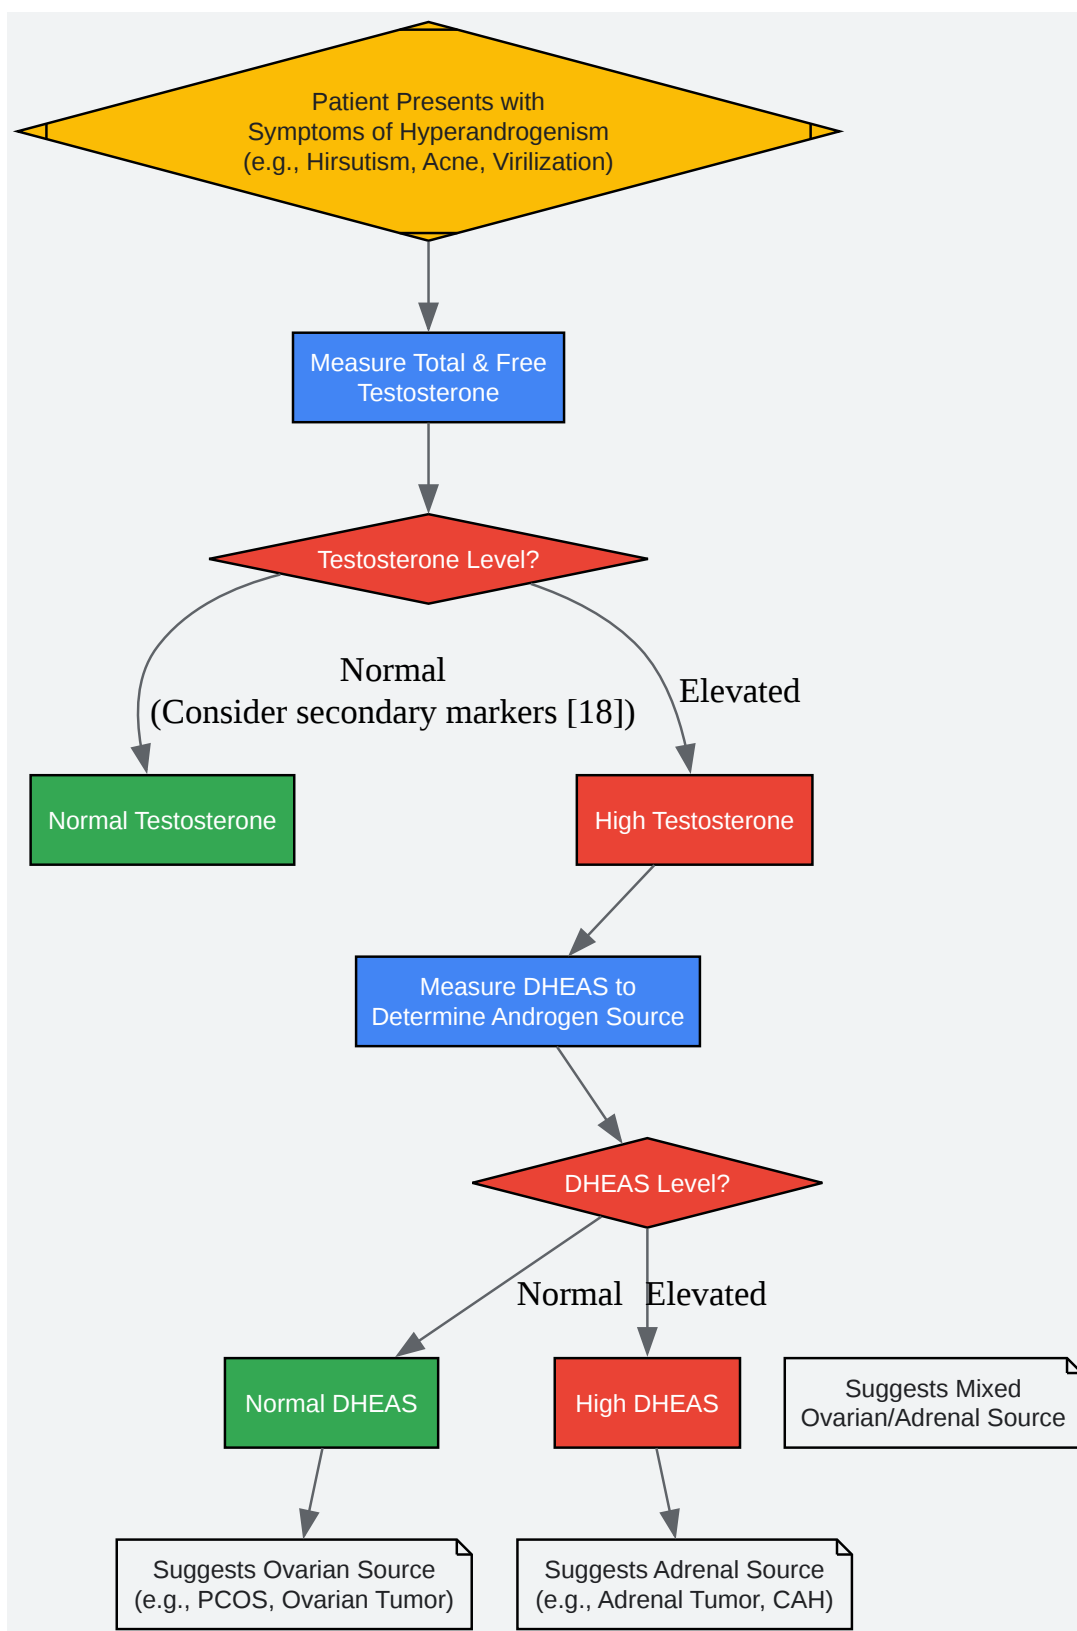 Patient Presents with
Symptoms of Hyperandrogenism
(e.g., Hirsutism, Acne, Virilization)
Measure Total & Free
Testosterone
Testosterone Level?
Normal
(Consider secondary markers [18])
Elevated
Normal Testosterone
High Testosterone
Measure DHEAS to
Determine Androgen Source
DHEAS Level?
Normal
Elevated
Normal DHEAS
High DHEAS
Suggests Mixed
Ovarian/Adrenal Source
Suggests Ovarian Source
(e.g., PCOS, Ovarian Tumor)
Suggests Adrenal Source
(e.g., Adrenal Tumor, CAH)